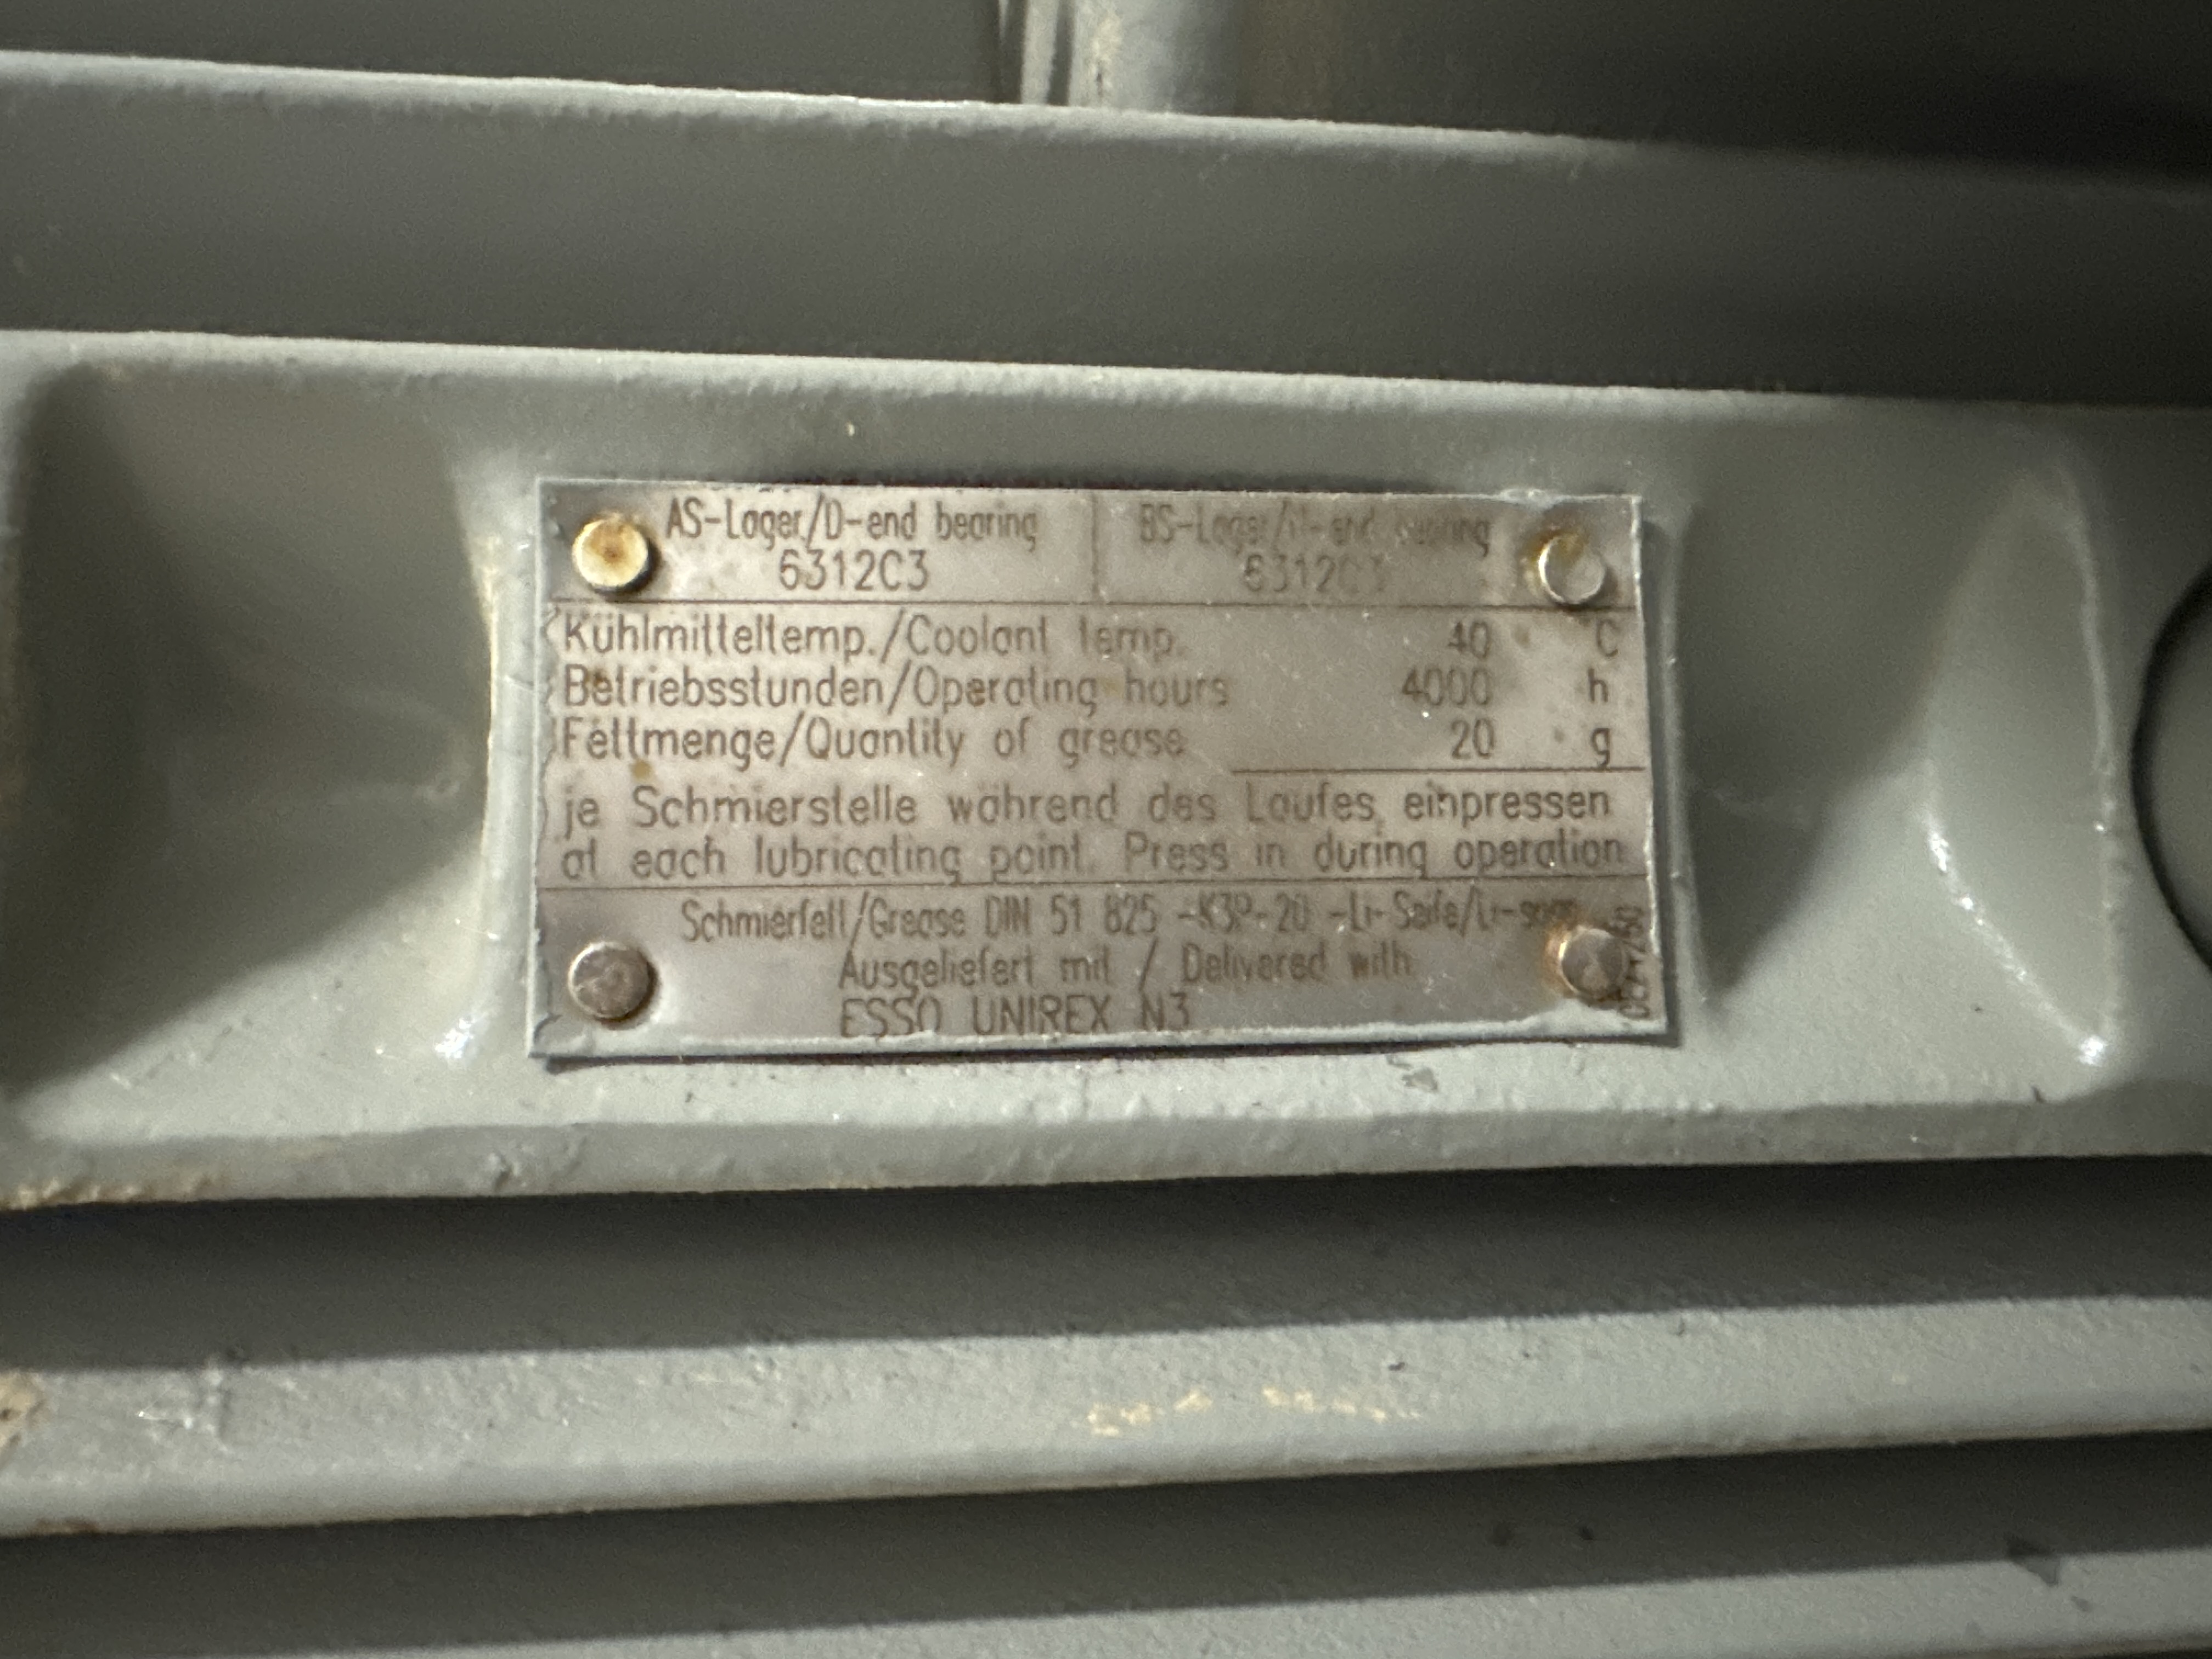 AS-Lager/D-end bearing
6312C3
BS-Lager/N-end bearing
6312C3
Kühlmitteltemp./Coolant temp. 40 °C
Betriebsstunden/Operating hours 4000 h
Fettmenge/Quantity of grease 20 g
je Schmierstelle während des Laufes einpressen
at each lubricating point. Press in during operation
Schmierfett/Grease DIN 51 825 -K3P-20 -Li-Seife/Li-soap
Ausgeliefert mit / Delivered with
ESSO UNIREX N3